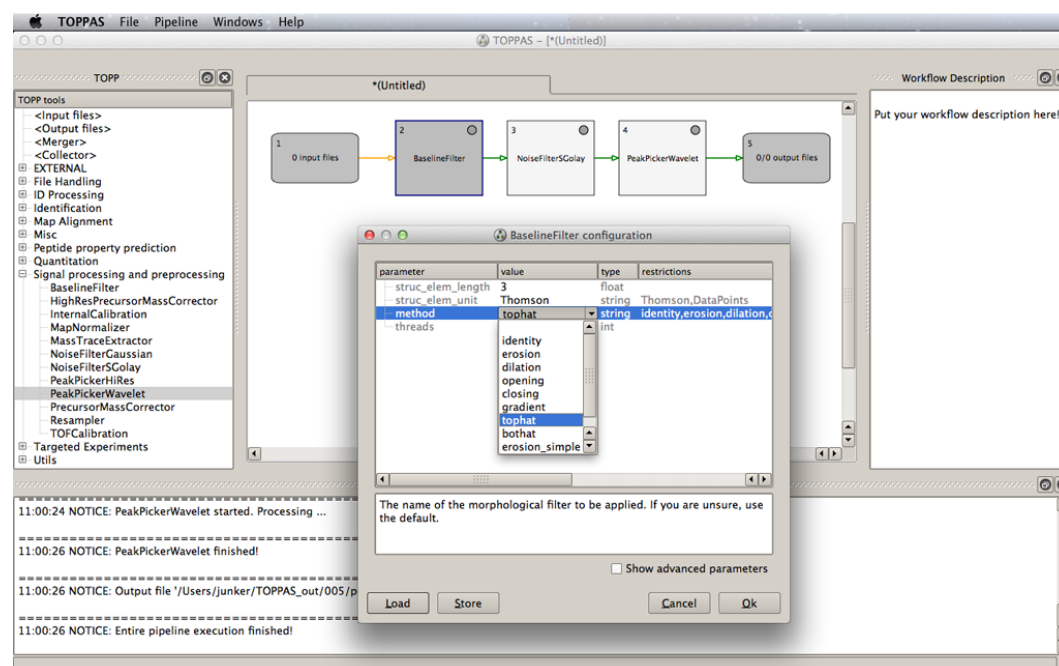 TOPPAS File Pipeline Windows Help
TOPPAS – [*(Untitled)]
TOPP
TOPP tools
<Input files>
<Output files>
<Merger>
<Collector>
EXTERNAL
File Handling
ID Processing
Identification
Map Alignment
Misc
Peptide property prediction
Quantitation
Signal processing and preprocessing
BaselineFilter
HighResPrecursorMassCorrector
InternalCalibration
MapNormalizer
MassTraceExtractor
NoiseFilterGaussian
NoiseFilterSGolay
PeakPickerHiRes
PeakPickerWavelet
PrecursorMassCorrector
Resampler
TOFCalibration
Targeted Experiments
Utils
*(Untitled)
1
0 input files
2
BaselineFilter
3
NoiseFilterSGolay
4
PeakPickerWavelet
5
0/0 output files
Workflow Description
Put your workflow description here!
BaselineFilter configuration
parameter value type restrictions
struc_elem_length 3 float
struc_elem_unit Thomson string Thomson,DataPoints
method tophat string identity,erosion,dilation,
threads int
identity
erosion
dilation
opening
closing
gradient
tophat
bothat
erosion_simple
The name of the morphological filter to be applied. If you are unsure, use
the default.
Show advanced parameters
Load Store Cancel Ok
11:00:24 NOTICE: PeakPickerWavelet started. Processing ...
11:00:26 NOTICE: PeakPickerWavelet finished!
11:00:26 NOTICE: Output file '/Users/junker/TOPPAS_out/005/p
11:00:26 NOTICE: Entire pipeline execution finished!